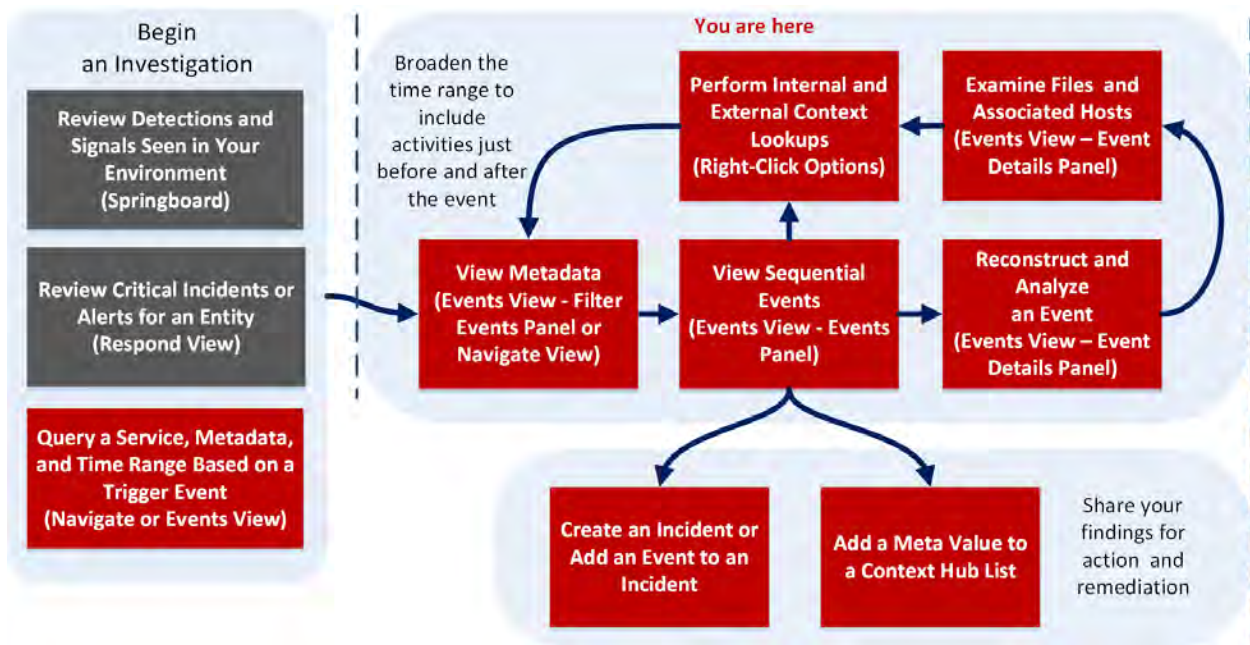 Begin
an Investigation
Review Detections and
Signals Seen in Your
Environment
(Springboard)
Review Critical Incidents or
Alerts for an Entity
(Respond View)
Query a Service, Metadata,
and Time Range Based on a
Trigger Event
(Navigate or Events View)
You are here
Broaden the
time range to
include
activities just
before and after
the event
Perform Internal and
External Context
Lookups
(Right-Click Options)
Examine Files and
Associated Hosts
(Events View – Event
Details Panel)
View Metadata
(Events View - Filter
Events Panel or
Navigate View)
View Sequential
Events
(Events View - Events
Panel)
Reconstruct and
Analyze
an Event
(Events View – Event
Details Panel)
Create an Incident or
Add an Event to an
Incident
Add a Meta Value to
a Context Hub List
Share your
findings for
action and
remediation